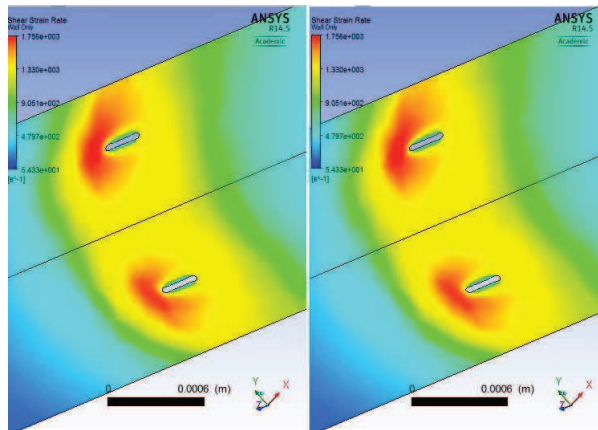 Shear Strain Rate
Wall Only
1.756e+003
1.330e+003
9.051e+002
4.797e+002
5.433e+001
[s^-1]
ANSYS
R14.5
Academic
0
0.0006 (m)
Y
X
Z
Shear Strain Rate
Wall Only
1.756e+003
1.330e+003
9.051e+002
4.797e+002
5.433e+001
[s^-1]
ANSYS
R14.5
Academic
0
0.0006 (m)
Y
X
Z